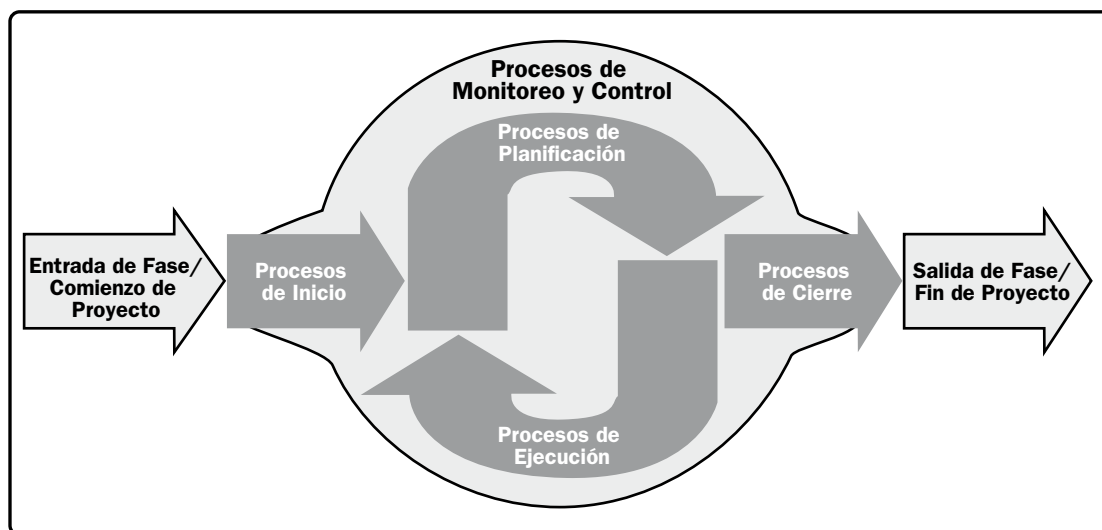 Procesos de
Monitoreo y Control
Procesos de
Planificación
Entrada de Fase/
Comienzo de
Proyecto
Procesos
de Inicio
Procesos
de Cierre
Salida de Fase/
Fin de Proyecto
Procesos de
Ejecución